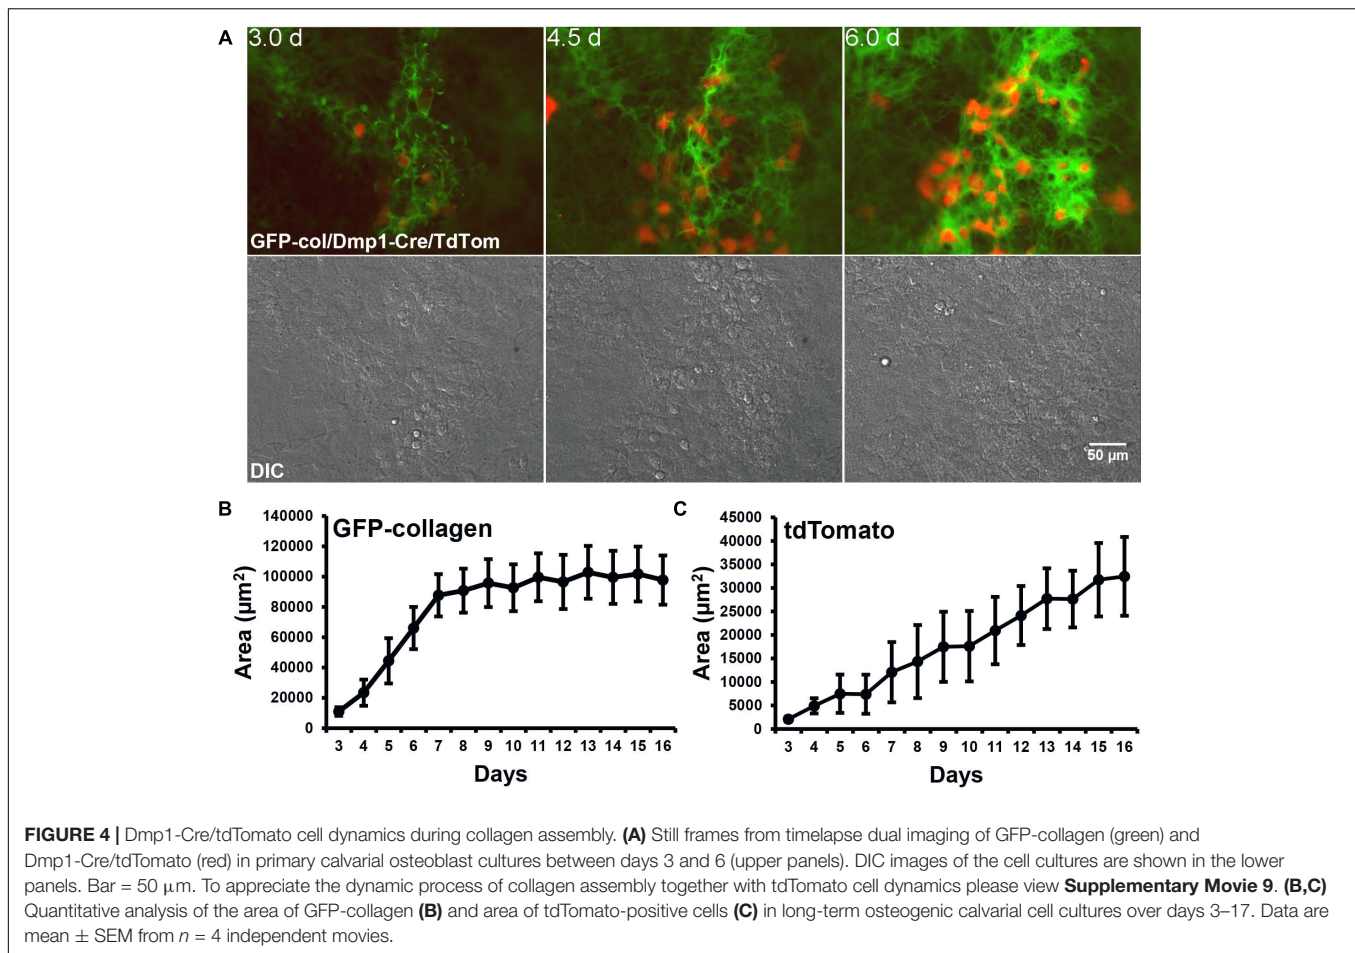 A
3.0 d
4.5 d
6.0 d
GFP-col/Dmp1-Cre/TdTom
DIC
50 µm
B
GFP-collagen
Area (µm²)
140000
120000
100000
80000
60000
40000
20000
0
3 4 5 6 7 8 9 10 11 12 13 14 15 16
Days
C
tdTomato
Area (µm²)
45000
40000
35000
30000
25000
20000
15000
10000
5000
0
3 4 5 6 7 8 9 10 11 12 13 14 15 16
Days
FIGURE 4 | Dmp1-Cre/tdTomato cell dynamics during collagen assembly. (A) Still frames from timelapse dual imaging of GFP-collagen (green) and
Dmp1-Cre/tdTomato (red) in primary calvarial osteoblast cultures between days 3 and 6 (upper panels). DIC images of the cell cultures are shown in the lower
panels. Bar = 50 μm. To appreciate the dynamic process of collagen assembly together with tdTomato cell dynamics please view Supplementary Movie 9. (B,C)
Quantitative analysis of the area of GFP-collagen (B) and area of tdTomato-positive cells (C) in long-term osteogenic calvarial cell cultures over days 3–17. Data are
mean ± SEM from n = 4 independent movies.